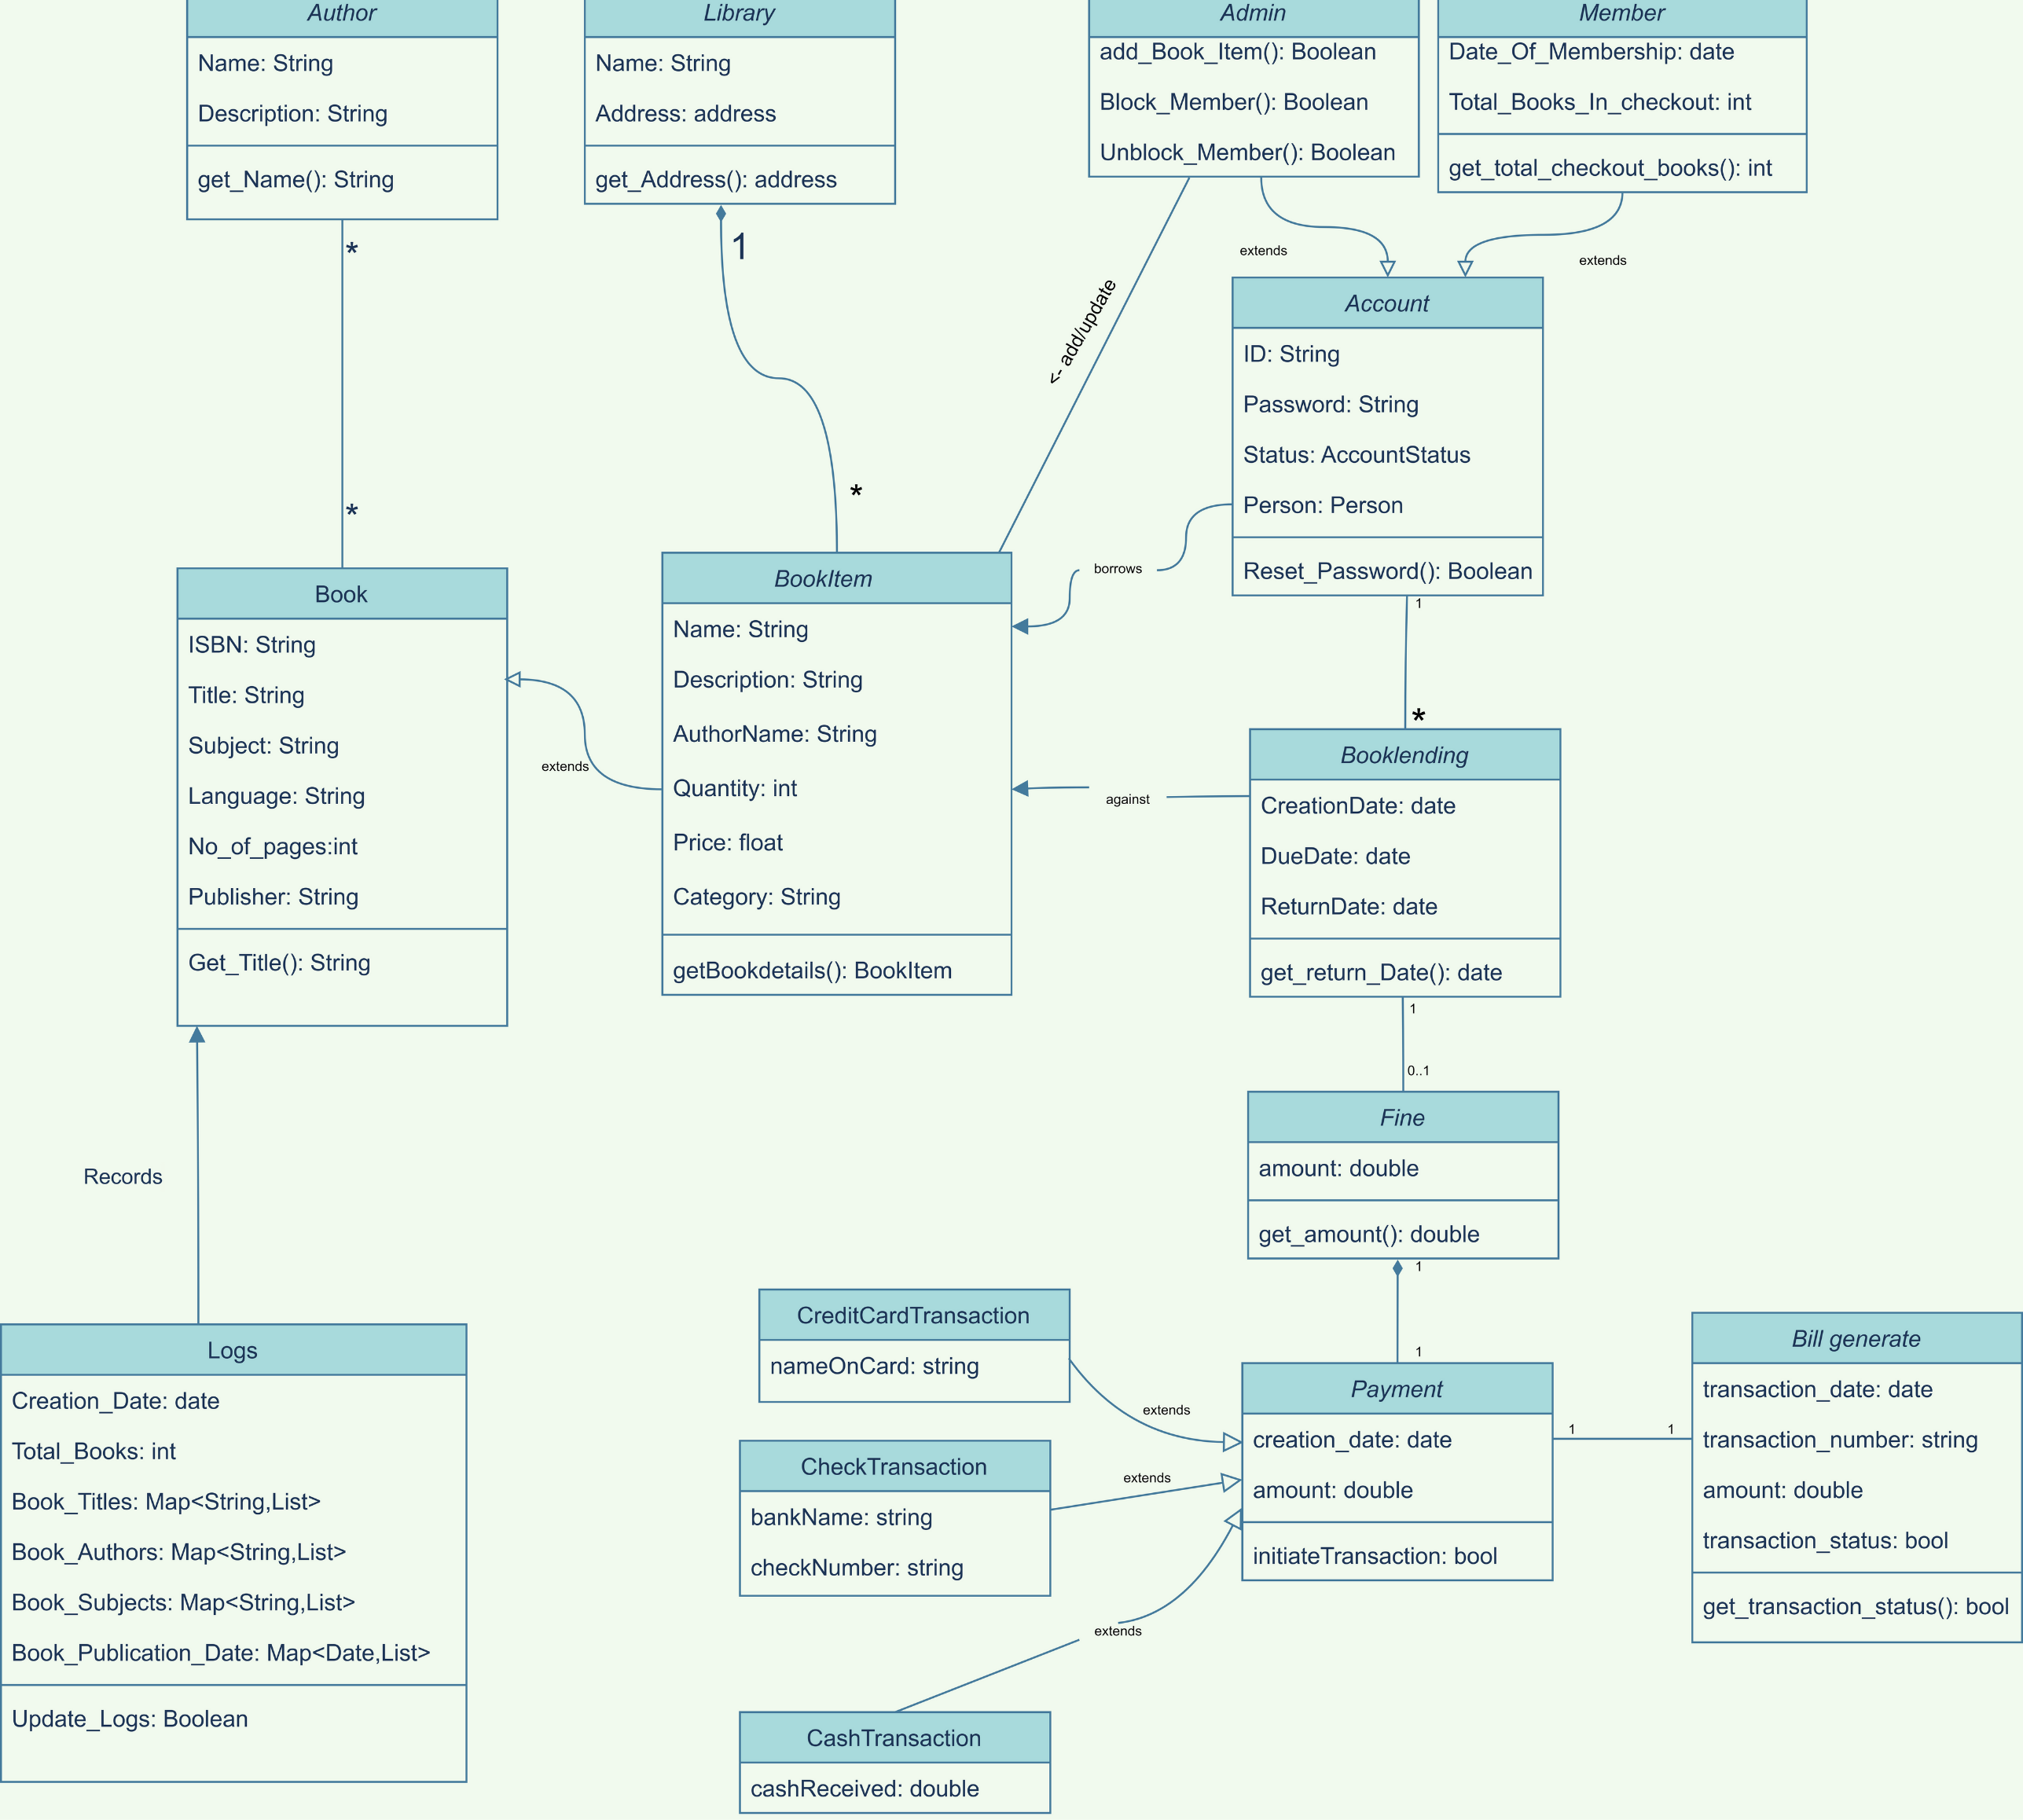 Author
Name: String
Description: String
get_Name(): String
Library
Name: String
Address: address
get_Address(): address
Admin
add_Book_Item(): Boolean
Block_Member(): Boolean
Unblock_Member(): Boolean
Member
Date_Of_Membership: date
Total_Books_In_checkout: int
get_total_checkout_books(): int
*
1
extends
extends
<- add/update
Account
ID: String
Password: String
Status: AccountStatus
Person: Person
Reset_Password(): Boolean
*
*
borrows
1
*
Book
ISBN: String
Title: String
Subject: String
Language: String
No_of_pages:int
Publisher: String
Get_Title(): String
extends
BookItem
Name: String
Description: String
AuthorName: String
Quantity: int
Price: float
Category: String
getBookdetails(): BookItem
against
Booklending
CreationDate: date
DueDate: date
ReturnDate: date
get_return_Date(): date
1
0..1
Records
Fine
amount: double
get_amount(): double
1
1
Logs
Creation_Date: date
Total_Books: int
Book_Titles: Map<String,List>
Book_Authors: Map<String,List>
Book_Subjects: Map<String,List>
Book_Publication_Date: Map<Date,List>
Update_Logs: Boolean
CreditCardTransaction
nameOnCard: string
extends
CheckTransaction
bankName: string
checkNumber: string
extends
extends
CashTransaction
cashReceived: double
Payment
creation_date: date
amount: double
initiateTransaction: bool
1
1
Bill generate
transaction_date: date
transaction_number: string
amount: double
transaction_status: bool
get_transaction_status(): bool